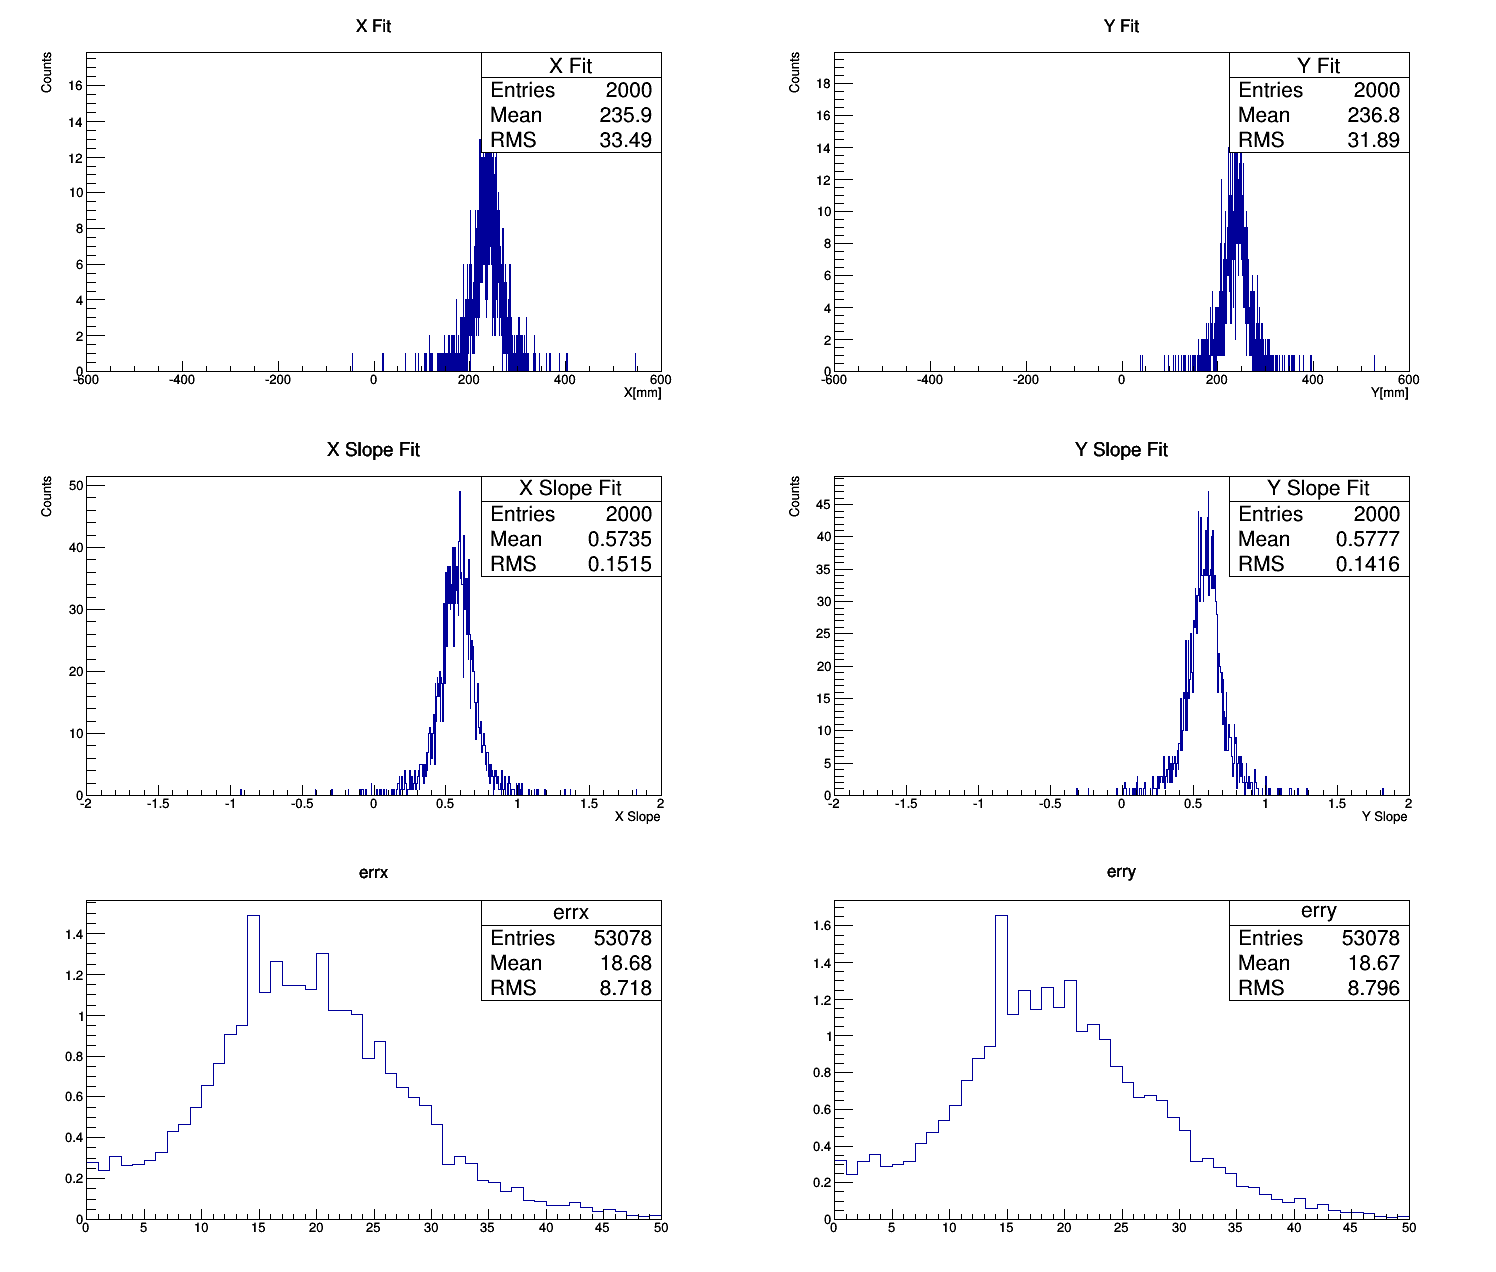 X Fit
Counts
X Fit
Entries 2000
Mean 235.9
RMS 33.49
16
14
12
10
8
6
4
2
0
-600 -400 -200 0 200 400 600
X[mm]
Y Fit
Counts
Y Fit
Entries 2000
Mean 236.8
RMS 31.89
18
16
14
12
10
8
6
4
2
0
-600 -400 -200 0 200 400 600
Y[mm]
X Slope Fit
Counts
X Slope Fit
Entries 2000
Mean 0.5735
RMS 0.1515
50
40
30
20
10
0
-2 -1.5 -1 -0.5 0 0.5 1 1.5 2
X Slope
Y Slope Fit
Counts
Y Slope Fit
Entries 2000
Mean 0.5777
RMS 0.1416
45
40
35
30
25
20
15
10
5
0
-2 -1.5 -1 -0.5 0 0.5 1 1.5 2
Y Slope
errx
errx
Entries 53078
Mean 18.68
RMS 8.718
1.4
1.2
1
0.8
0.6
0.4
0.2
0
0 5 10 15 20 25 30 35 40 45 50
erry
erry
Entries 53078
Mean 18.67
RMS 8.796
1.6
1.4
1.2
1
0.8
0.6
0.4
0.2
0
0 5 10 15 20 25 30 35 40 45 50